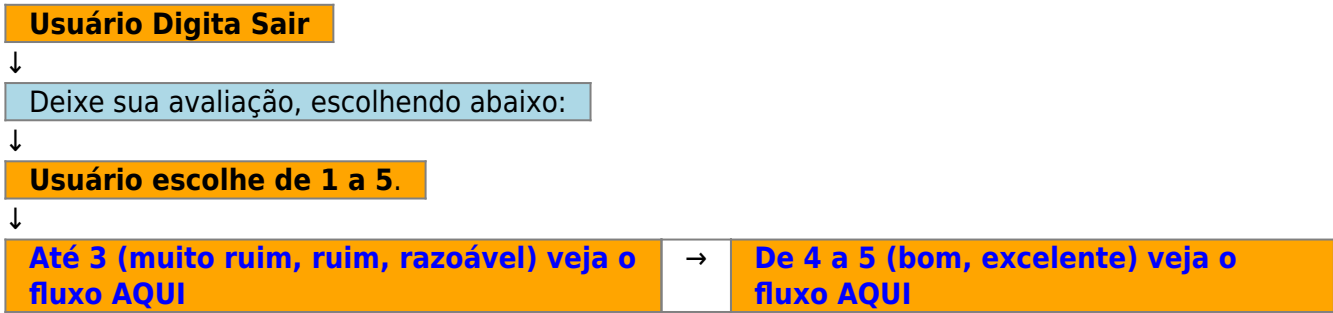 Usuário Digita Sair
↓
Deixe sua avaliação, escolhendo abaixo:
↓
Usuário escolhe de 1 a 5.
↓
Até 3 (muito ruim, ruim, razoável) veja o
fluxo AQUI
→
De 4 a 5 (bom, excelente) veja o
fluxo AQUI